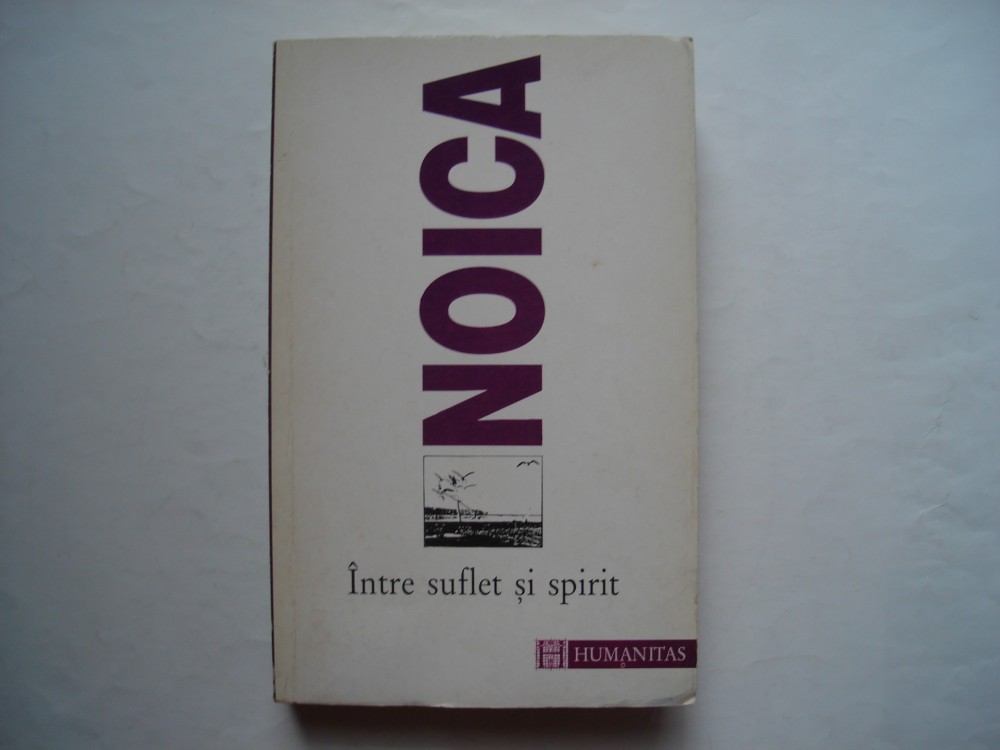 NOICA
Între suflet și spirit
HUMANITAS